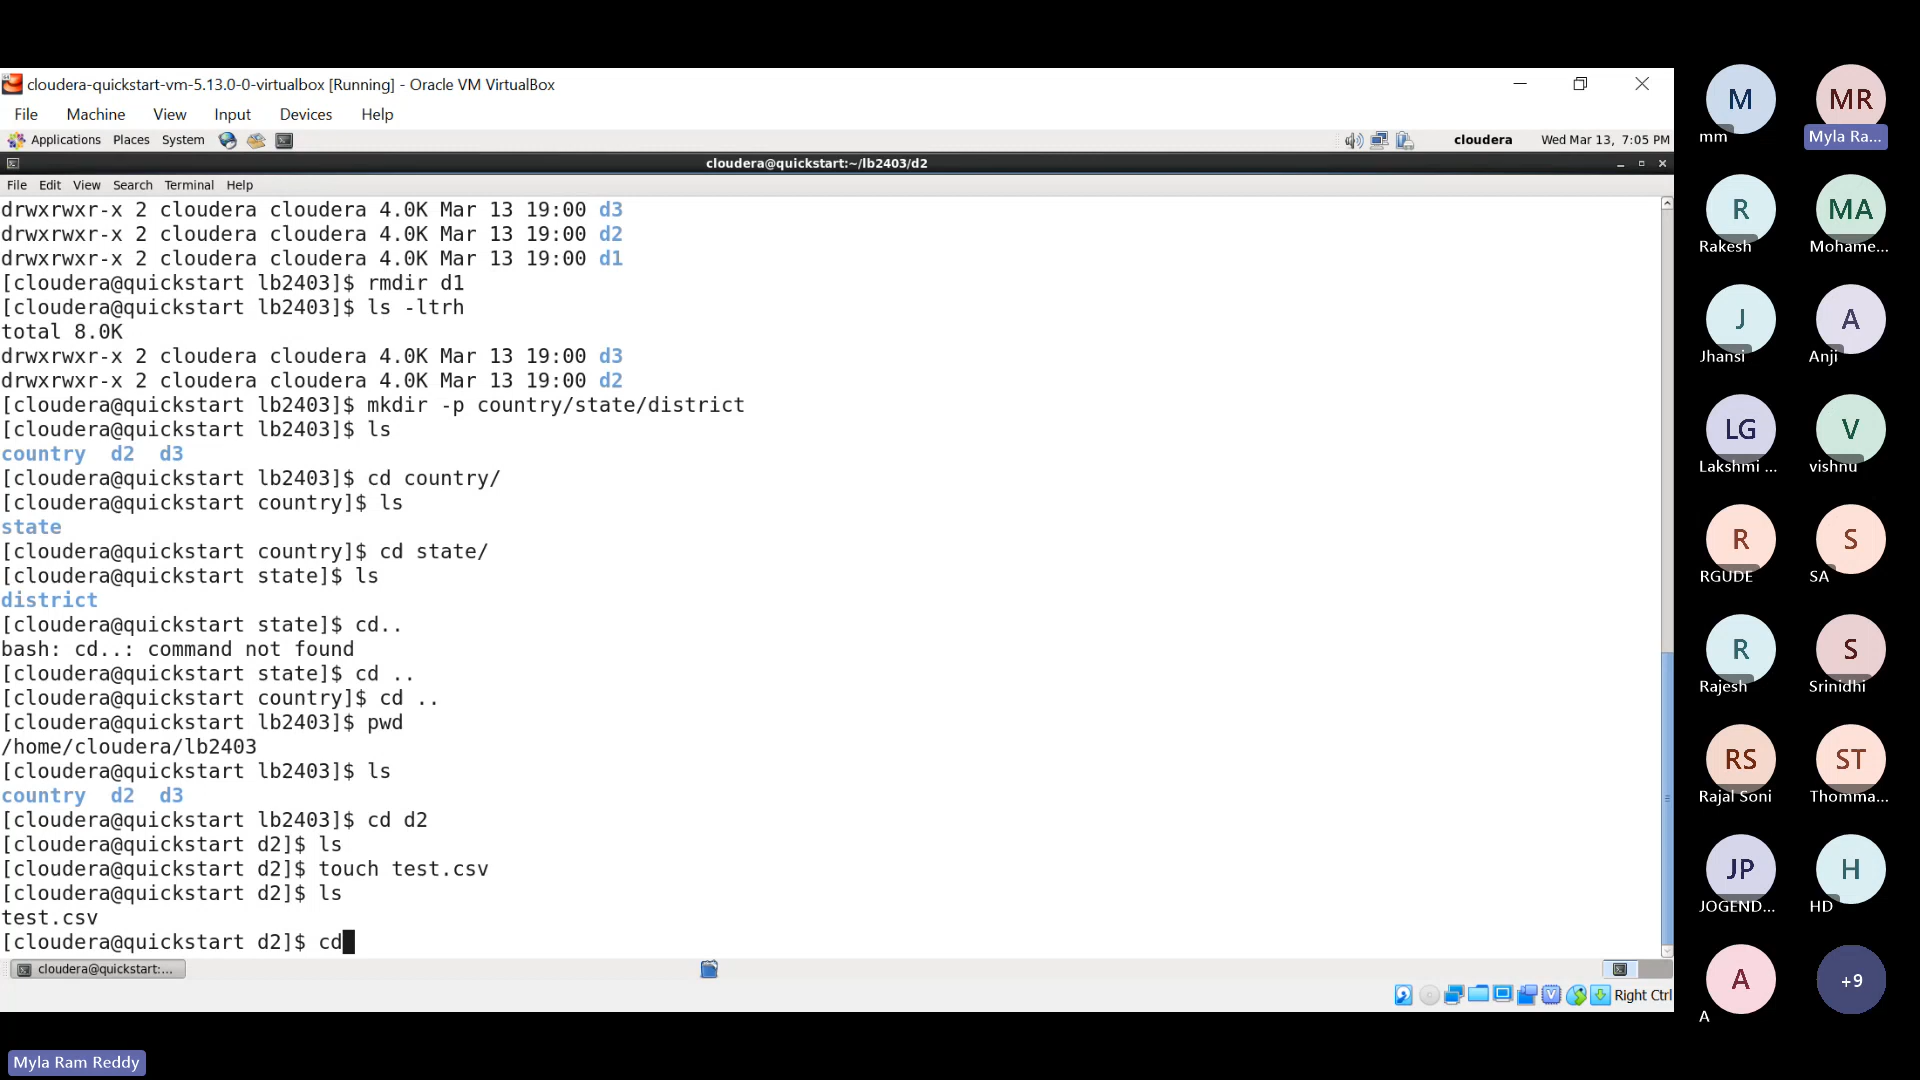 cloudera-quickstart-vm-5.13.0-0-virtualbox [Running] - Oracle VM VirtualBox
File Machine View Input Devices Help
Applications Places System cloudera Wed Mar 13, 7:05 PM
cloudera@quickstart:~/lb2403/d2
File Edit View Search Terminal Help
drwxrwxr-x 2 cloudera cloudera 4.0K Mar 13 19:00 d3
drwxrwxr-x 2 cloudera cloudera 4.0K Mar 13 19:00 d2
drwxrwxr-x 2 cloudera cloudera 4.0K Mar 13 19:00 d1
[cloudera@quickstart lb2403]$ rmdir d1
[cloudera@quickstart lb2403]$ ls -ltrh
total 8.0K
drwxrwxr-x 2 cloudera cloudera 4.0K Mar 13 19:00 d3
drwxrwxr-x 2 cloudera cloudera 4.0K Mar 13 19:00 d2
[cloudera@quickstart lb2403]$ mkdir -p country/state/district
[cloudera@quickstart lb2403]$ ls
country d2 d3
[cloudera@quickstart lb2403]$ cd country/
[cloudera@quickstart country]$ ls
state
[cloudera@quickstart country]$ cd state/
[cloudera@quickstart state]$ ls
district
[cloudera@quickstart state]$ cd..
bash: cd..: command not found
[cloudera@quickstart state]$ cd ..
[cloudera@quickstart country]$ cd ..
[cloudera@quickstart lb2403]$ pwd
/home/cloudera/lb2403
[cloudera@quickstart lb2403]$ ls
country d2 d3
[cloudera@quickstart lb2403]$ cd d2
[cloudera@quickstart d2]$ ls
[cloudera@quickstart d2]$ touch test.csv
[cloudera@quickstart d2]$ ls
test.csv
[cloudera@quickstart d2]$ cd
cloudera@quickstart:...
Right Ctrl
M MR
mm Myla Ra...
R MA
Rakesh Mohame...
J A
Jhansi Anji
LG V
Lakshmi ... vishnu
R S
RGUDE SA
R S
Rajesh Srinidhi
RS ST
Rajal Soni Thomma...
JP H
JOGEND... HD
A +9
A
Myla Ram Reddy